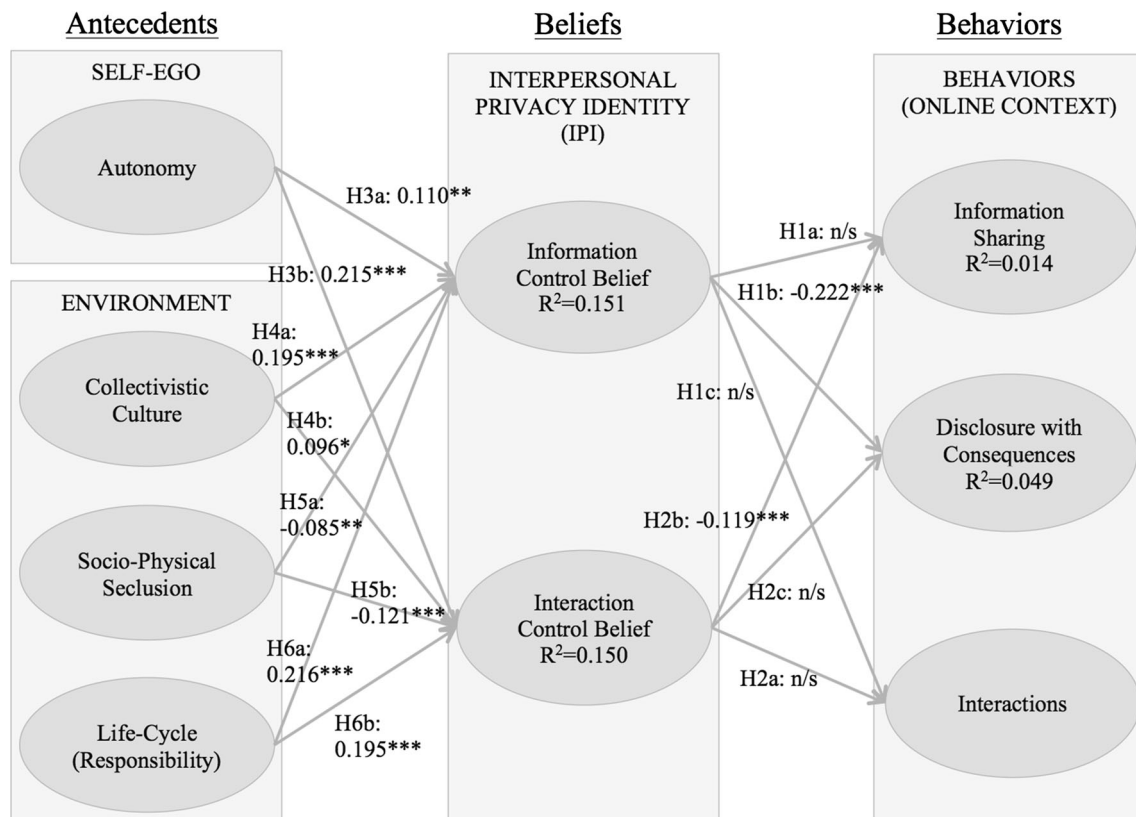 Antecedents
SELF-EGO
Autonomy
ENVIRONMENT
Collectivistic
Culture
Socio-Physical
Seclusion
Life-Cycle
(Responsibility)
H3a: 0.110**
H3b: 0.215***
H4a:
0.195***
H4b:
0.096*
H5a:
-0.085**
H5b:
-0.121***
H6a:
0.216***
H6b:
0.195***
Beliefs
INTERPERSONAL
PRIVACY IDENTITY
(IPI)
Information
Control Belief
R²=0.151
Interaction
Control Belief
R²=0.150
H1a: n/s
H1b: -0.222***
H1c: n/s
H2b: -0.119***
H2c: n/s
H2a: n/s
Behaviors
BEHAVIORS
(ONLINE CONTEXT)
Information
Sharing
R²=0.014
Disclosure with
Consequences
R²=0.049
Interactions